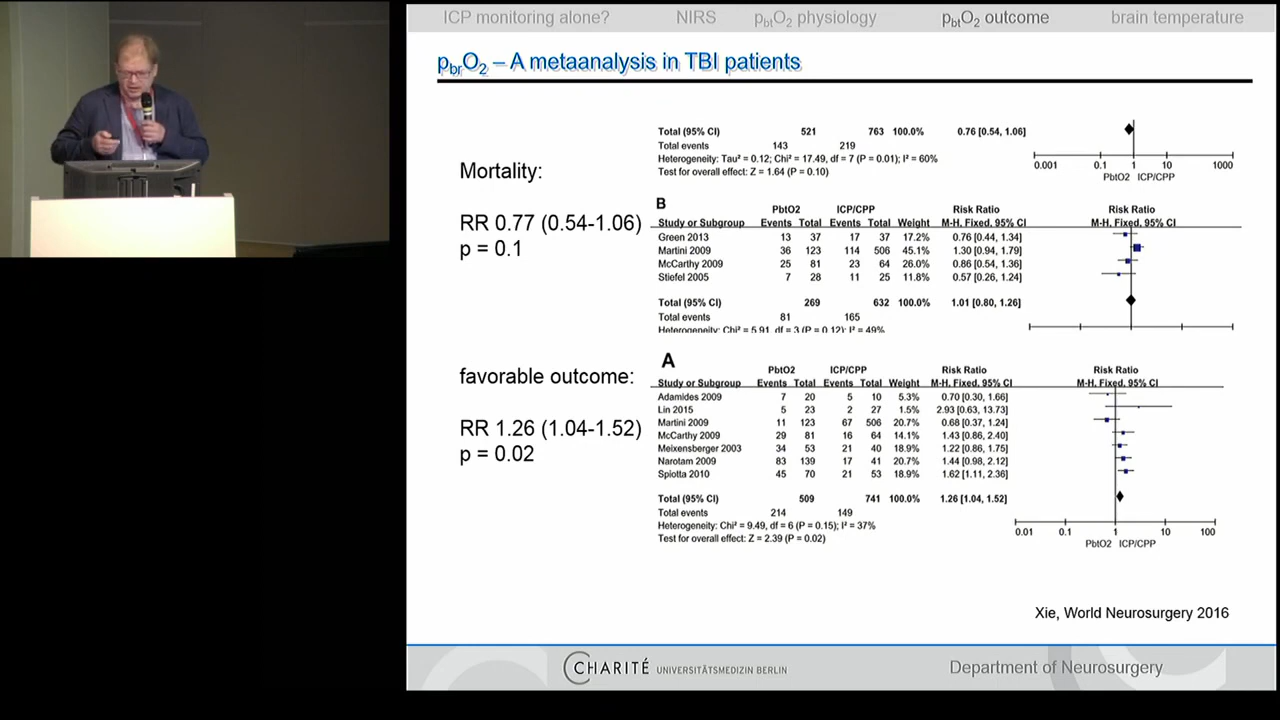 ICP monitoring alone? NIRS pbtO2 physiology pbtO2 outcome brain temperature
pbrO2 – A metaanalysis in TBI patients
Total (95% CI) 521 763 100.0% 0.76 [0.54, 1.06]
Total events 143 219
Heterogeneity: Tau² = 0.12; Chi² = 17.49, df = 7 (P = 0.01); I² = 60%
Test for overall effect: Z = 1.64 (P = 0.10)
0.001 0.1 1 10 1000
PbtO2 ICP/CPP
Mortality:
RR 0.77 (0.54-1.06)
p = 0.1
B
PbtO2 ICP/CPP Risk Ratio Risk Ratio
Study or Subgroup Events Total Events Total Weight M-H. Fixed. 95% CI M-H. Fixed. 95% CI
Green 2013 13 37 17 37 17.2% 0.76 [0.44, 1.34]
Martini 2009 36 123 114 506 45.1% 1.30 [0.94, 1.79]
McCarthy 2009 25 81 23 64 26.0% 0.86 [0.54, 1.36]
Stiefel 2005 7 28 11 25 11.8% 0.57 [0.26, 1.24]
Total (95% CI) 269 632 100.0% 1.01 [0.80, 1.26]
Total events 81 165
Heterogeneity: Chi² = 5.91, df = 3 (P = 0.12); I² = 49%
favorable outcome:
RR 1.26 (1.04-1.52)
p = 0.02
A
PbtO2 ICP/CPP Risk Ratio Risk Ratio
Study or Subgroup Events Total Events Total Weight M-H. Fixed. 95% CI M-H. Fixed. 95% CI
Adamides 2009 7 20 5 10 5.3% 0.70 [0.30, 1.66]
Lin 2015 5 23 2 27 1.5% 2.93 [0.63, 13.73]
Martini 2009 11 123 67 506 20.7% 0.68 [0.37, 1.24]
McCarthy 2009 29 81 16 64 14.1% 1.43 [0.86, 2.40]
Meixensberger 2003 34 53 21 40 18.9% 1.22 [0.86, 1.75]
Narotam 2009 83 139 17 41 20.7% 1.44 [0.98, 2.12]
Spiotta 2010 45 70 21 53 18.9% 1.62 [1.11, 2.36]
Total (95% CI) 509 741 100.0% 1.26 [1.04, 1.52]
Total events 214 149
Heterogeneity: Chi² = 9.49, df = 6 (P = 0.15); I² = 37%
Test for overall effect: Z = 2.39 (P = 0.02)
0.01 0.1 1 10 100
PbtO2 ICP/CPP
Xie, World Neurosurgery 2016
CHARITÉ UNIVERSITÄTSMEDIZIN BERLIN
Department of Neurosurgery